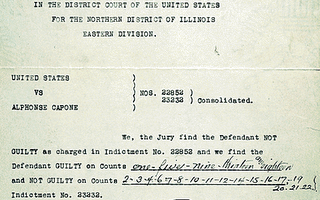 IN THE DISTRICT COURT OF THE UNITED STATES
FOR THE NORTHERN DISTRICT OF ILLINOIS
EASTERN DIVISION.
UNITED STATES )
VS ) NOS. 22852
ALPHONSE CAPONE ) 23232 Consolidated.
We, the Jury find the Defendant NOT
GUILTY as charged in Indictment NO. 22852 and we find the
Defendant GUILTY on Counts one-five-nine-thirteen and eighteen
and NOT GUILTY on Counts 2-3-4-6-7-8-10-11-12-14-15-16-17-19
20-21-22
Indictment No. 23232.